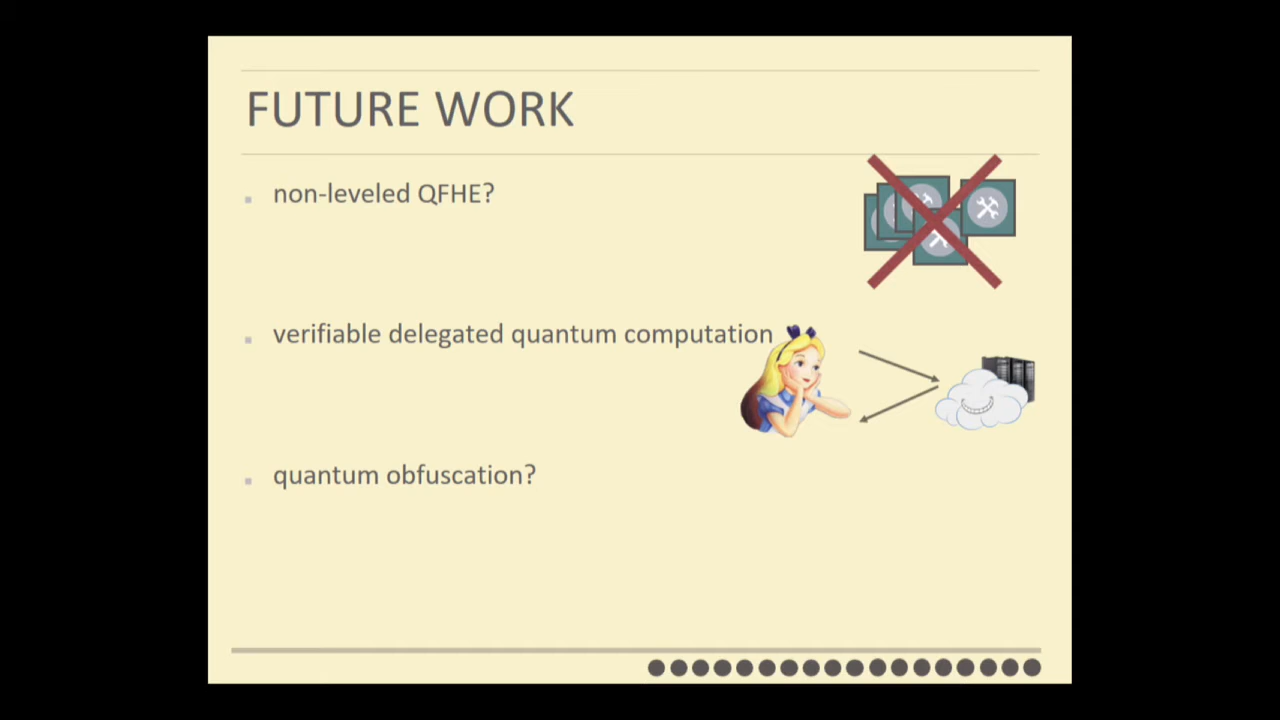 FUTURE WORK
non-leveled QFHE?
verifiable delegated quantum computation
quantum obfuscation?